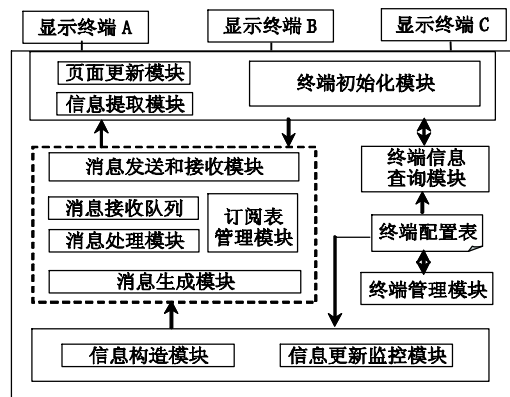 显示终端 A
显示终端 B
显示终端 C
页面更新模块
信息提取模块
终端初始化模块
消息发送和接收模块
消息接收队列
消息处理模块
订阅表
管理模块
消息生成模块
终端信息
查询模块
终端配置表
终端管理模块
信息构造模块
信息更新监控模块